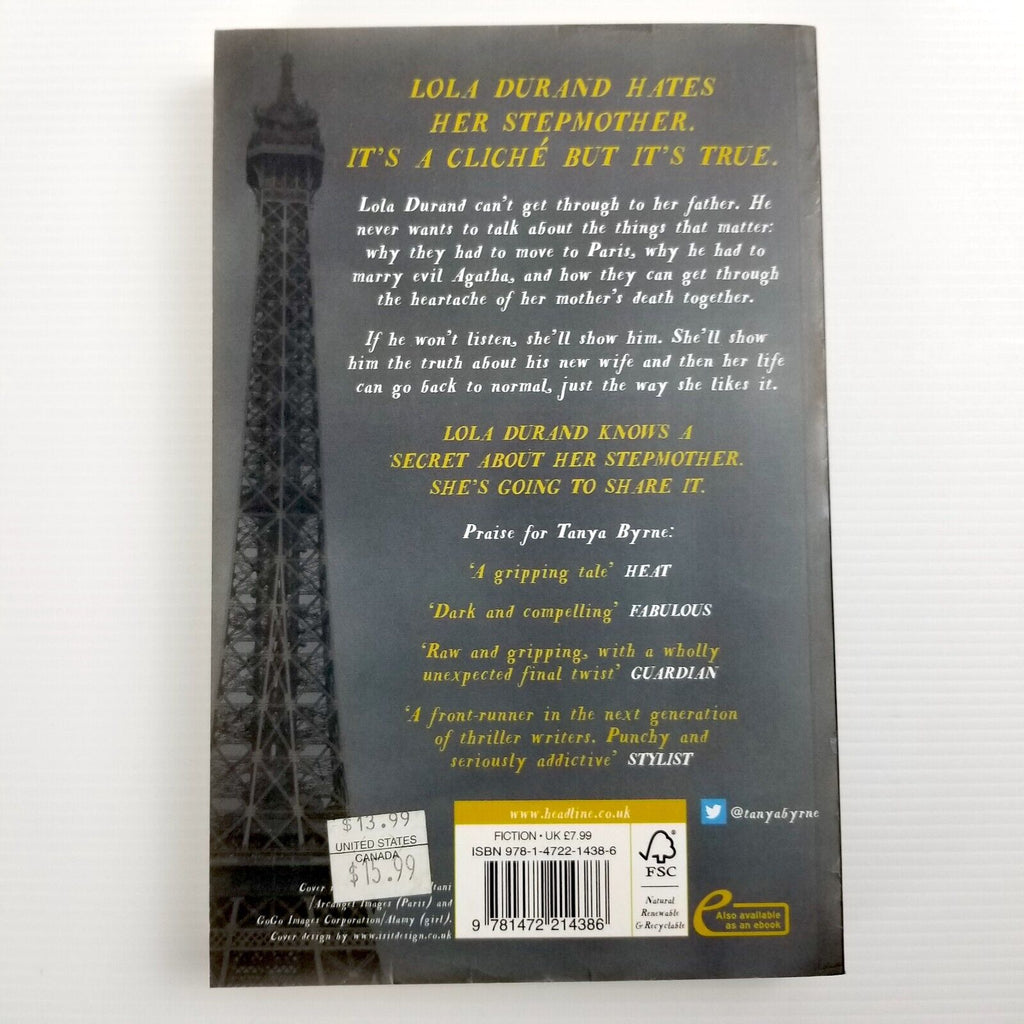 LOLA DURAND HATES
HER STEPMOTHER.
IT'S A CLICHÉ BUT IT'S TRUE.
Lola Durand can't get through to her father. He
never wants to talk about the things that matter:
why they had to move to Paris, why he had to
marry evil Agatha, and how they can get through
the heartache of her mother's death together.
If he won't listen, she'll show him. She'll show
him the truth about his new wife and then her life
can go back to normal, just the way she likes it.
LOLA DURAND KNOWS A
SECRET ABOUT HER STEPMOTHER.
SHE'S GOING TO SHARE IT.
Praise for Tanya Byrne:
'A gripping tale' HEAT
'Dark and compelling' FABULOUS
'Raw and gripping, with a wholly
unexpected final twist' GUARDIAN
'A front-runner in the next generation
of thriller writers. Punchy and
seriously addictive' STYLIST
@tanyabyrne
$13.99
UNITED STATES
CANADA
$15.99
Cover
/Arcangel Images (Paris) and
GoGo Images Corporation/Alamy (girl).
Cover design by www.isitdesign.co.uk
www.headline.co.uk
FICTION • UK £7.99
ISBN 978-1-4722-1438-6
9 781472 214386
FSC
Natural
Renewable
& Recyclable
e
Also available
as an ebook